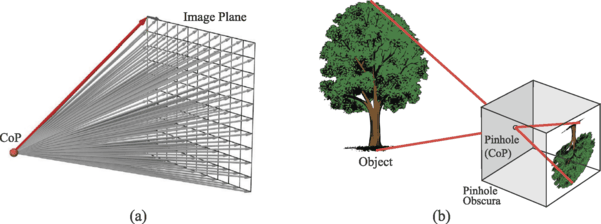 Image Plane
CoP
(a)
Object
Pinhole
(CoP)
Pinhole
Obscura
(b)